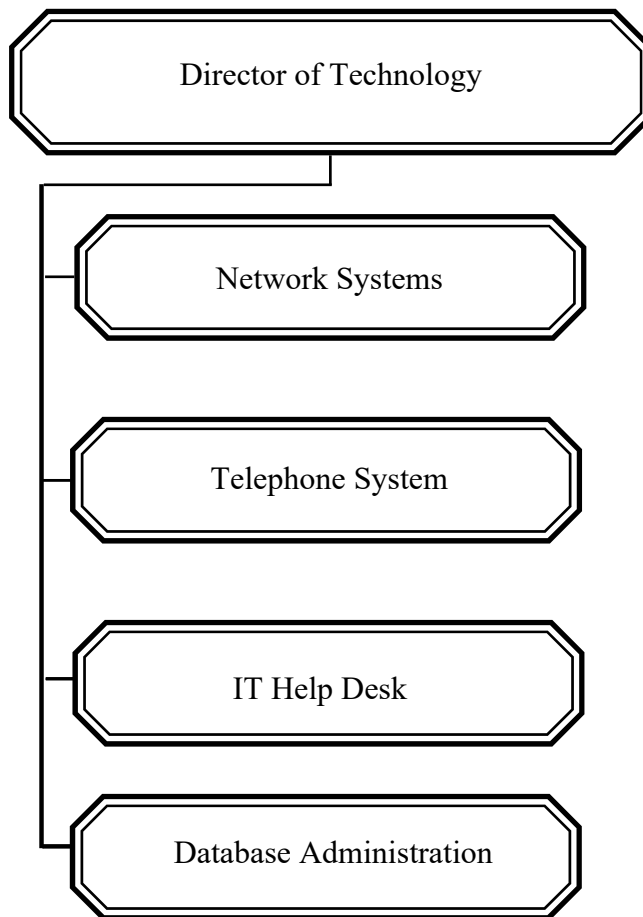 Director of Technology
Network Systems
Telephone System
IT Help Desk
Database Administration